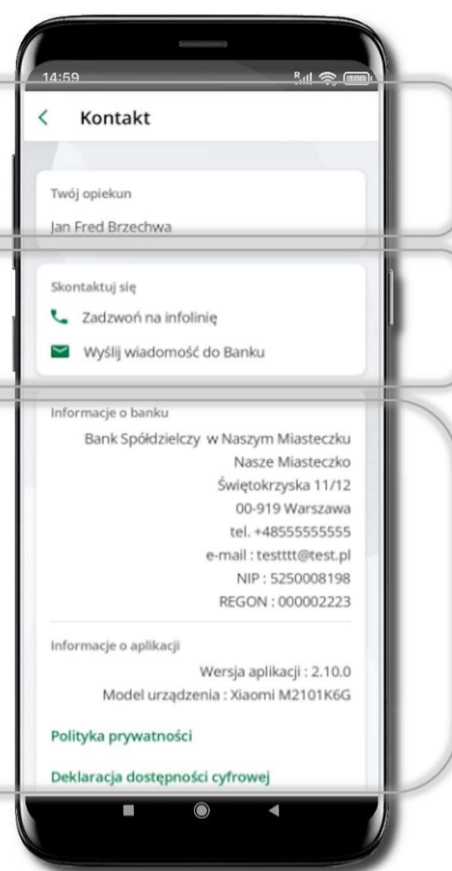 14:59
Kontakt
Twój opiekun
Jan Fred Brzechwa
Skontaktuj się
Zadzwoń na infolinię
Wyślij wiadomość do Banku
Informacje o banku
Bank Spółdzielczy w Naszym Miasteczku
Nasze Miasteczko
Świętokrzyska 11/12
00-919 Warszawa
tel. +48555555555
e-mail : testttt@test.pl
NIP : 5250008198
REGON : 000002223
Informacje o aplikacji
Wersja aplikacji : 2.10.0
Model urządzenia : Xiaomi M2101K6G
Polityka prywatności
Deklaracja dostępności cyfrowej